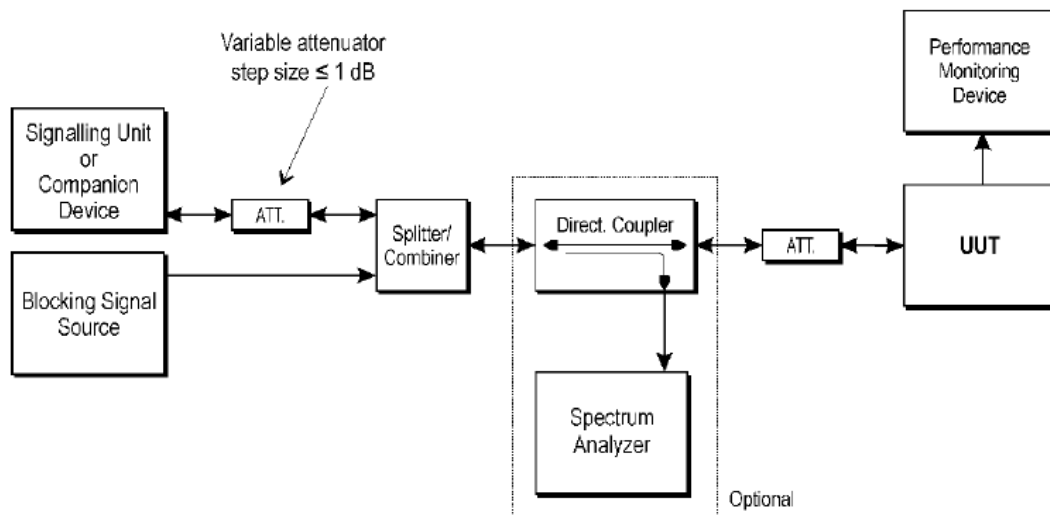 Variable attenuator
step size ≤ 1 dB
Signalling Unit
or
Companion
Device
ATT.
Splitter/
Combiner
Blocking Signal
Source
Direct. Coupler
Spectrum
Analyzer
Optional
ATT.
Performance
Monitoring
Device
UUT